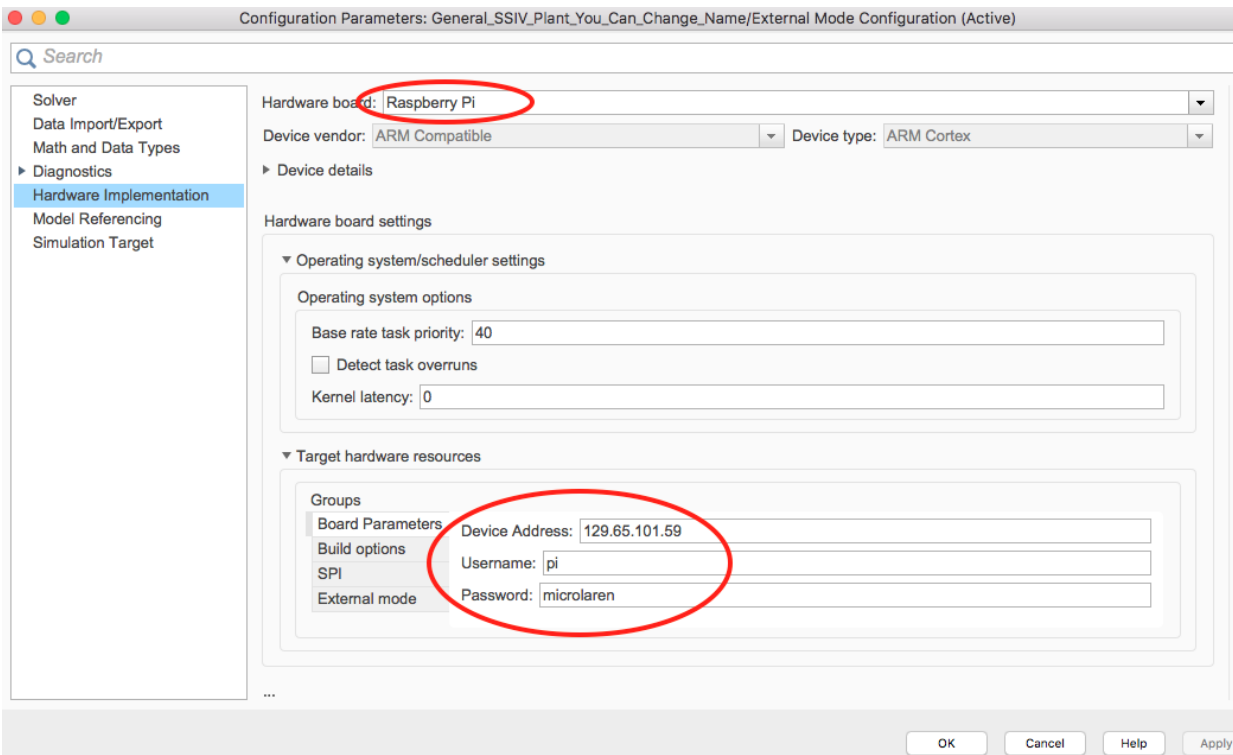 Configuration Parameters: General_SSIV_Plant_You_Can_Change_Name/External Mode Configuration (Active)
Search
Solver
Data Import/Export
Math and Data Types
Diagnostics
Hardware Implementation
Model Referencing
Simulation Target
Hardware board: Raspberry Pi
Device vendor: ARM Compatible Device type: ARM Cortex
Device details
Hardware board settings
Operating system/scheduler settings
Operating system options
Base rate task priority: 40
Detect task overruns
Kernel latency: 0
Target hardware resources
Groups
Board Parameters
Build options
SPI
External mode
Device Address: 129.65.101.59
Username: pi
Password: microlaren
...
OK Cancel Help Apply